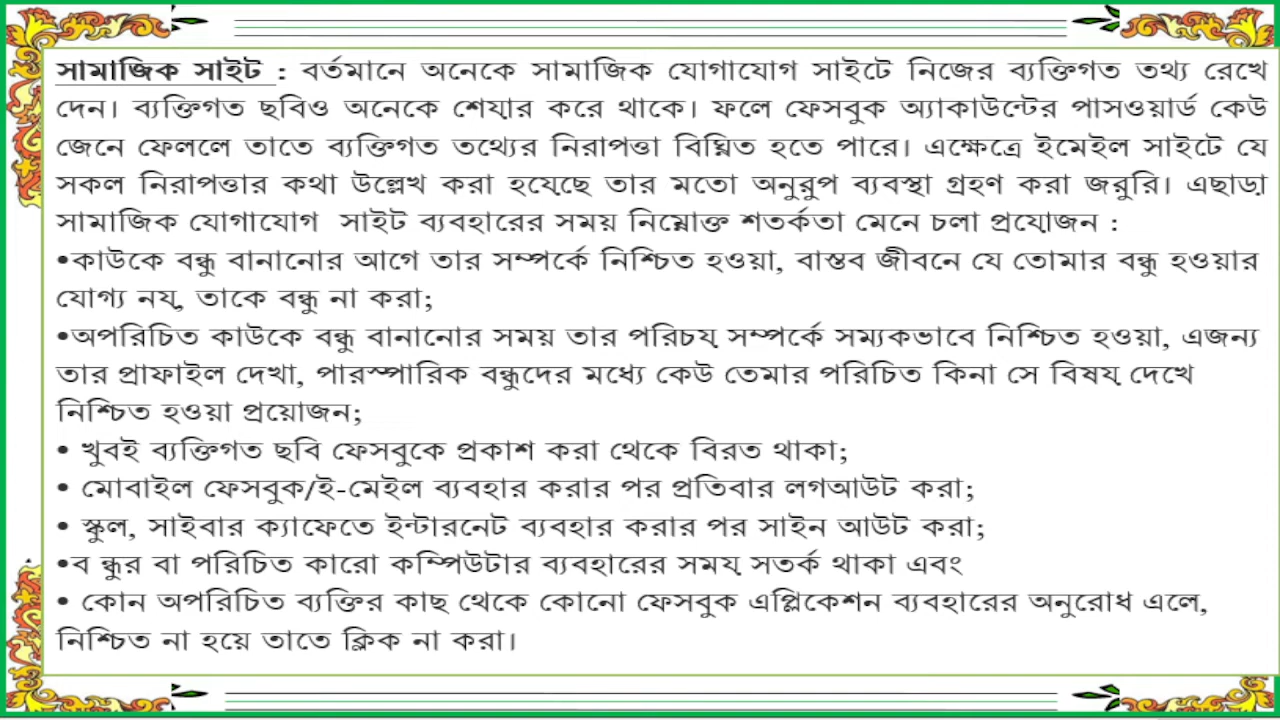 সামাজিক সাইট : বর্তমানে অনেকে সামাজিক যোগাযোগ সাইটে নিজের ব্যক্তিগত তথ্য রেখে
দেন। ব্যক্তিগত ছবিও অনেকে শেয়ার করে থাকে। ফলে ফেসবুক অ্যাকাউন্টের পাসওয়ার্ড কেউ
জেনে ফেললে তাতে ব্যক্তিগত তথ্যের নিরাপত্তা বিঘ্নিত হতে পারে। এক্ষেত্রে ইমেইল সাইটে যে
সকল নিরাপত্তার কথা উল্লেখ করা হয়েছে তার মতো অনুরুপ ব্যবস্থা গ্রহণ করা জরুরি। এছাড়া
সামাজিক যোগাযোগ সাইট ব্যবহারের সময় নিম্নোক্ত শতর্কতা মেনে চলা প্রয়োজন :
•কাউকে বন্ধু বানানোর আগে তার সম্পর্কে নিশ্চিত হওয়া, বাস্তব জীবনে যে তোমার বন্ধু হওয়ার
যোগ্য নয়, তাকে বন্ধু না করা;
•অপরিচিত কাউকে বন্ধু বানানোর সময় তার পরিচয় সম্পর্কে সম্যকভাবে নিশ্চিত হওয়া, এজন্য
তার প্রাফাইল দেখা, পারস্পারিক বন্ধুদের মধ্যে কেউ তেমার পরিচিত কিনা সে বিষয় দেখে
নিশ্চিত হওয়া প্রয়োজন;
• খুবই ব্যক্তিগত ছবি ফেসবুকে প্রকাশ করা থেকে বিরত থাকা;
• মোবাইল ফেসবুক/ই-মেইল ব্যবহার করার পর প্রতিবার লগআউট করা;
• স্কুল, সাইবার ক্যাফেতে ইন্টারনেট ব্যবহার করার পর সাইন আউট করা;
•ব ন্ধুর বা পরিচিত কারো কম্পিউটার ব্যবহারের সময় সতর্ক থাকা এবং
• কোন অপরিচিত ব্যক্তির কাছ থেকে কোনো ফেসবুক এপ্লিকেশন ব্যবহারের অনুরোধ এলে,
নিশ্চিত না হয়ে তাতে ক্লিক না করা।